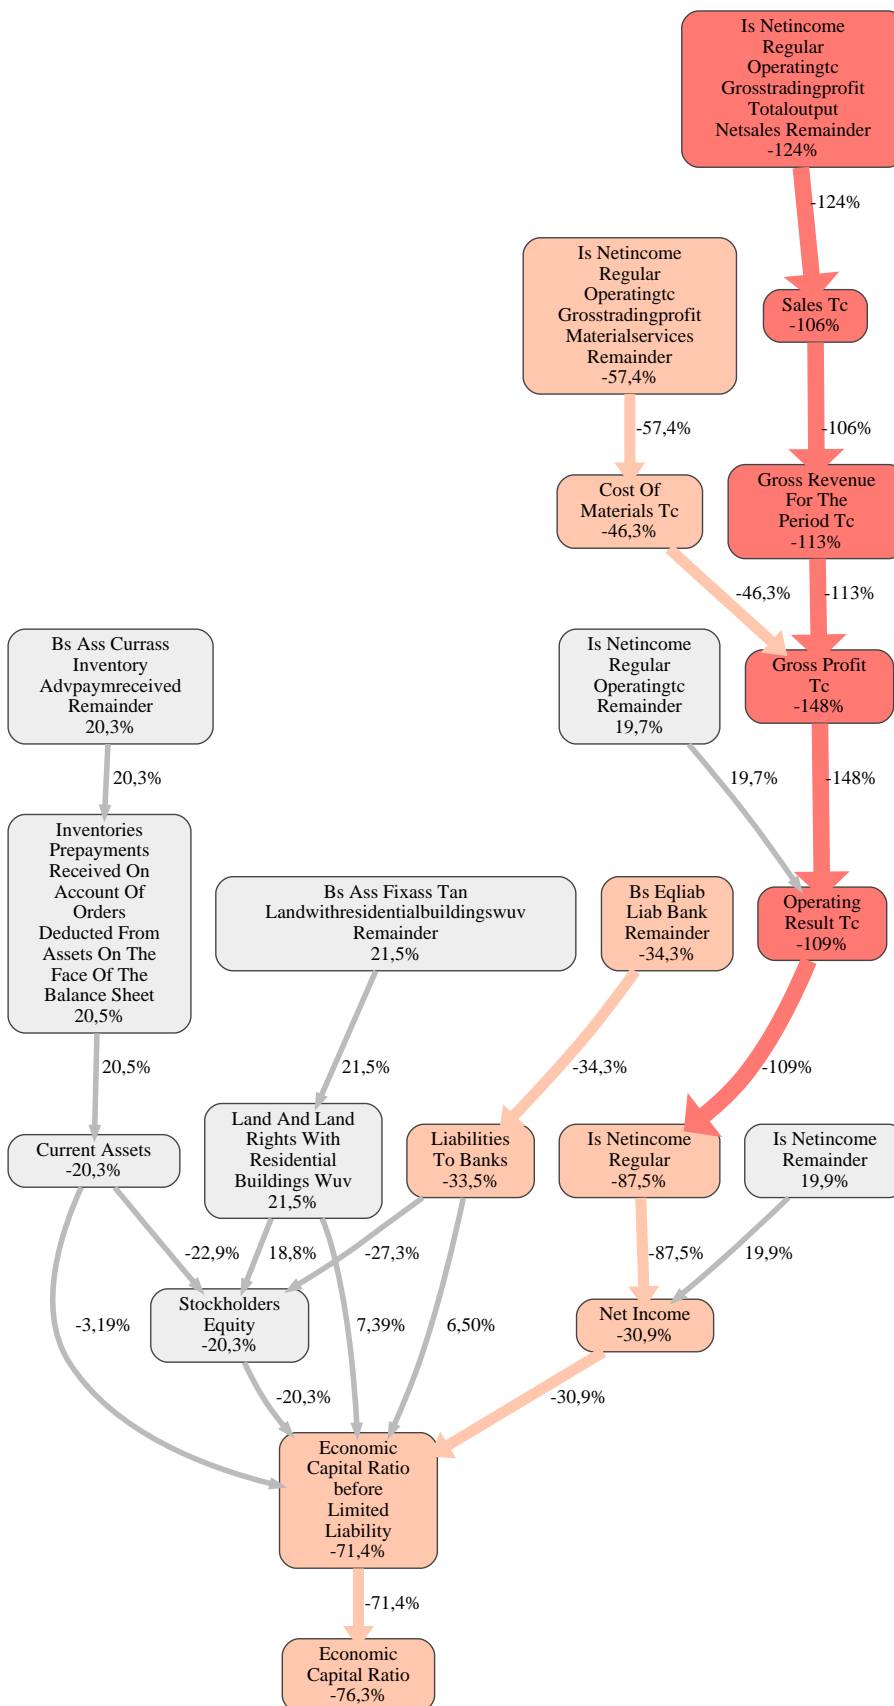 Is Netincome
Regular
Operatingtc
Grosstradingprofit
Totaloutput
Netsales Remainder
-124%
-124%
Is Netincome
Regular
Operatingtc
Grosstradingprofit
Materialservices
Remainder
-57,4%
Sales Tc
-106%
-57,4%
-106%
Cost Of
Materials Tc
-46,3%
Gross Revenue
For The
Period Tc
-113%
-46,3%
-113%
Bs Ass Currass
Inventory
Advpaymreceived
Remainder
20,3%
Is Netincome
Regular
Operatingtc
Remainder
19,7%
Gross Profit
Tc
-148%
20,3%
19,7%
-148%
Inventories
Prepayments
Received On
Account Of
Orders
Deducted From
Assets On The
Face Of The
Balance Sheet
20,5%
Bs Ass Fixass Tan
Landwithresidentialbuildingswuv
Remainder
21,5%
Bs Eqliab
Liab Bank
Remainder
-34,3%
Operating
Result Tc
-109%
20,5%
21,5%
-34,3%
-109%
Current Assets
-20,3%
Land And Land
Rights With
Residential
Buildings Wuv
21,5%
Liabilities
To Banks
-33,5%
Is Netincome
Regular
-87,5%
Is Netincome
Remainder
19,9%
-22,9%
18,8%
-27,3%
-87,5%
19,9%
Stockholders
Equity
-20,3%
Net Income
-30,9%
-3,19%
7,39%
6,50%
-20,3%
-30,9%
Economic
Capital Ratio
before
Limited
Liability
-71,4%
-71,4%
Economic
Capital Ratio
-76,3%